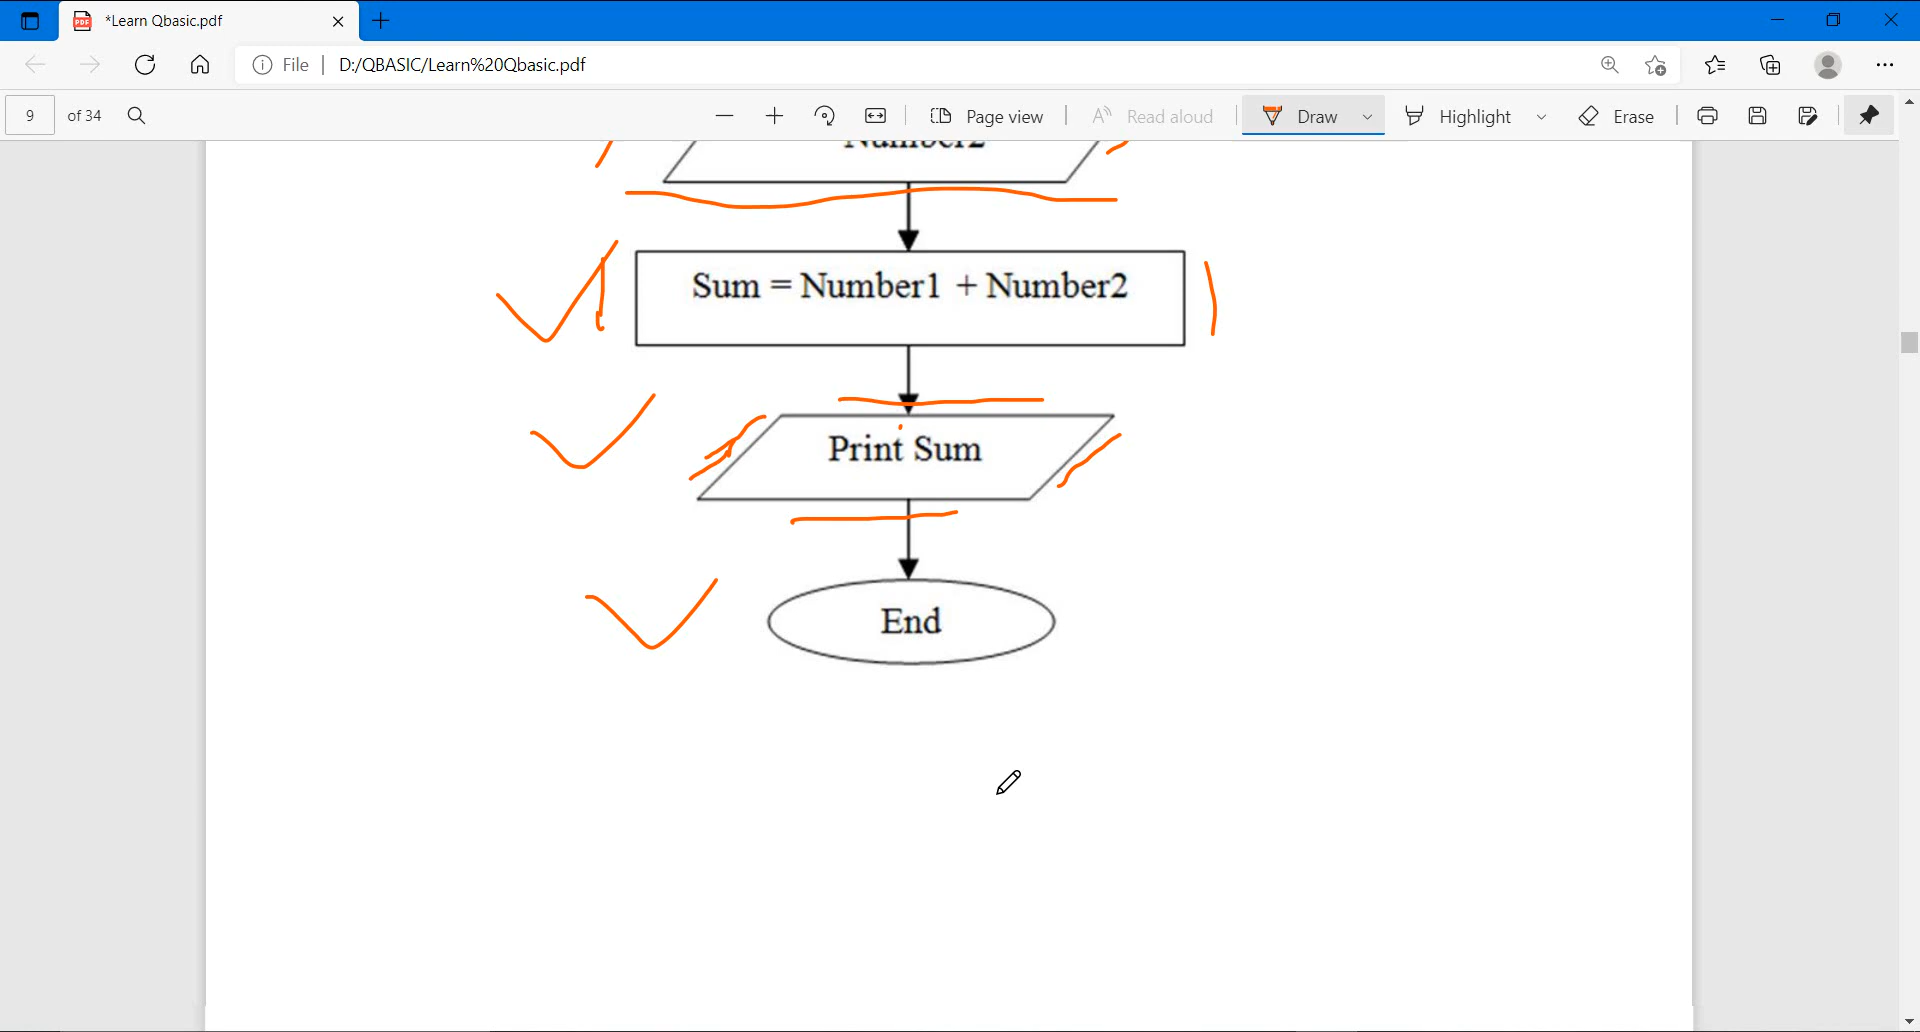 *Learn Qbasic.pdf
File | D:/QBASIC/Learn%20Qbasic.pdf
9 of 34 Page view Read aloud Draw Highlight Erase
Number2
Sum = Number1 + Number2
Print Sum
End